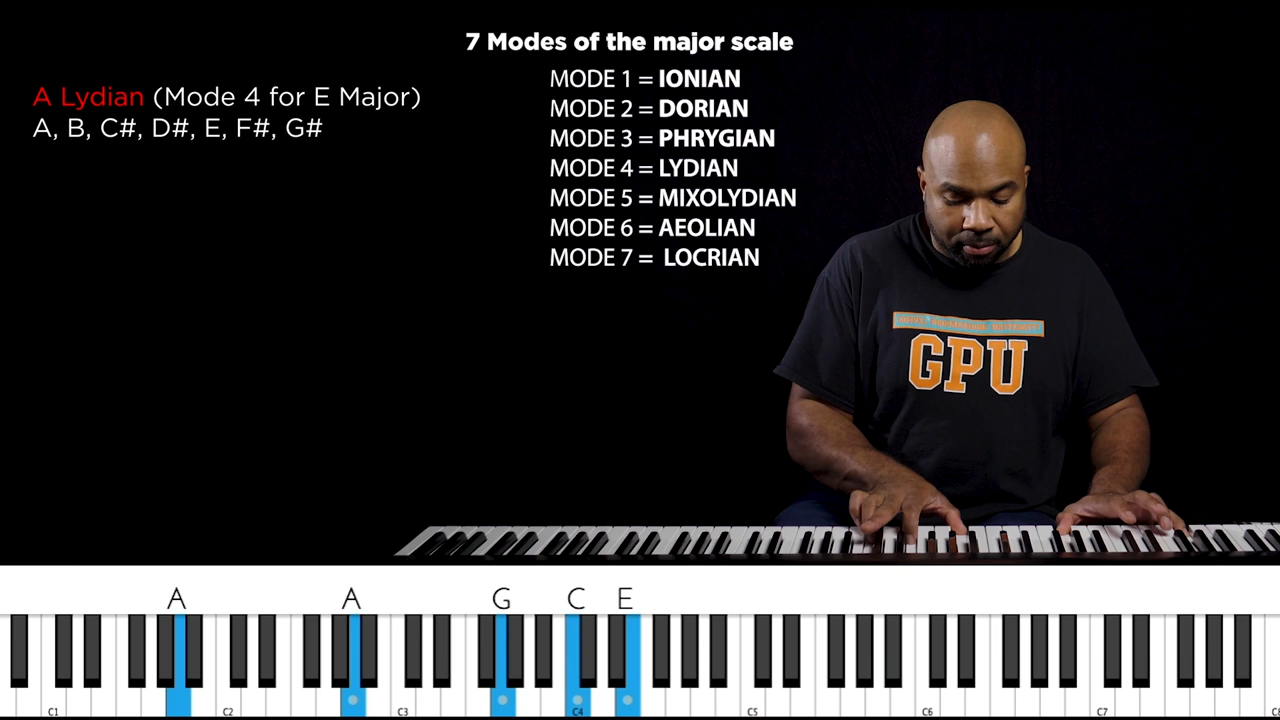 7 Modes of the major scale
MODE 1 = IONIAN
MODE 2 = DORIAN
MODE 3 = PHRYGIAN
MODE 4 = LYDIAN
MODE 5 = MIXOLYDIAN
MODE 6 = AEOLIAN
MODE 7 = LOCRIAN
A Lydian (Mode 4 for E Major)
A, B, C#, D#, E, F#, G#
GPU
A A G C E
C1 C2 C3 C4 C5 C6 C7 C8